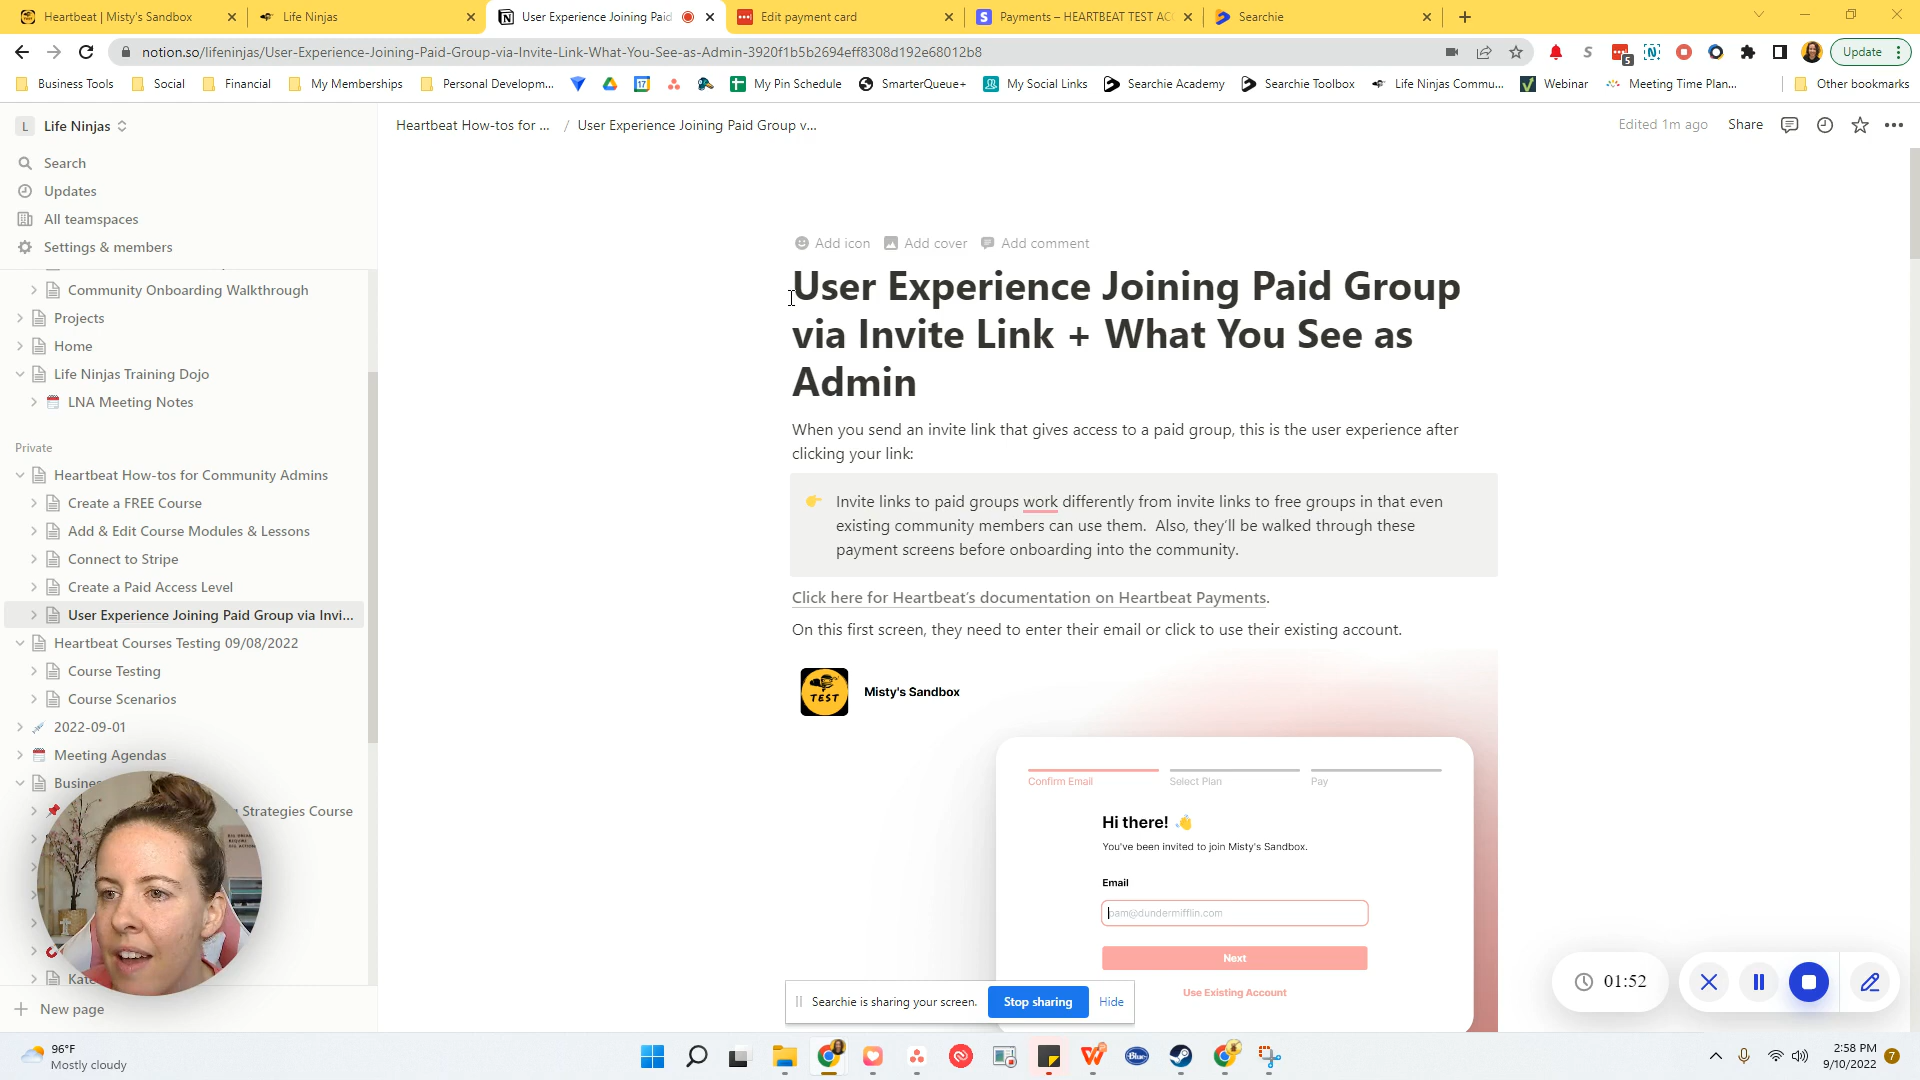 Heartbeat | Misty's Sandbox
Life Ninjas
User Experience Joining Paid
Edit payment card
Payments – HEARTBEAT TEST AC
Searchie
notion.so/lifeninjas/User-Experience-Joining-Paid-Group-via-Invite-Link-What-You-See-as-Admin-3920f1b5b2694eff8308d192e68012b8
5
Update
Business Tools
Social
Financial
My Memberships
Personal Developm...
My Pin Schedule
SmarterQueue+
My Social Links
Searchie Academy
Searchie Toolbox
Life Ninjas Commu...
Webinar
Meeting Time Plan...
Other bookmarks
L
Life Ninjas
Heartbeat How-tos for ...
/ User Experience Joining Paid Group v...
Edited 1m ago
Share
Search
Updates
All teamspaces
Settings & members
Community Onboarding Walkthrough
Projects
Home
Life Ninjas Training Dojo
LNA Meeting Notes
Private
Heartbeat How-tos for Community Admins
Create a FREE Course
Add & Edit Course Modules & Lessons
Connect to Stripe
Create a Paid Access Level
User Experience Joining Paid Group via Invi...
Heartbeat Courses Testing 09/08/2022
Course Testing
Course Scenarios
2022-09-01
Meeting Agendas
Busines
Strategies Course
Kat
New page
Add icon
Add cover
Add comment
User Experience Joining Paid Group
via Invite Link + What You See as
Admin
When you send an invite link that gives access to a paid group, this is the user experience after
clicking your link:
Invite links to paid groups work differently from invite links to free groups in that even
existing community members can use them. Also, they'll be walked through these
payment screens before onboarding into the community.
Click here for Heartbeat's documentation on Heartbeat Payments.
On this first screen, they need to enter their email or click to use their existing account.
TEST
Misty's Sandbox
Confirm Email
Select Plan
Pay
Hi there!
You've been invited to join Misty's Sandbox.
Email
pam@dundermifflin.com
Next
Use Existing Account
Searchie is sharing your screen.
Stop sharing
Hide
01:52
96°F
Mostly cloudy
Blue
2:58 PM
9/10/2022
7